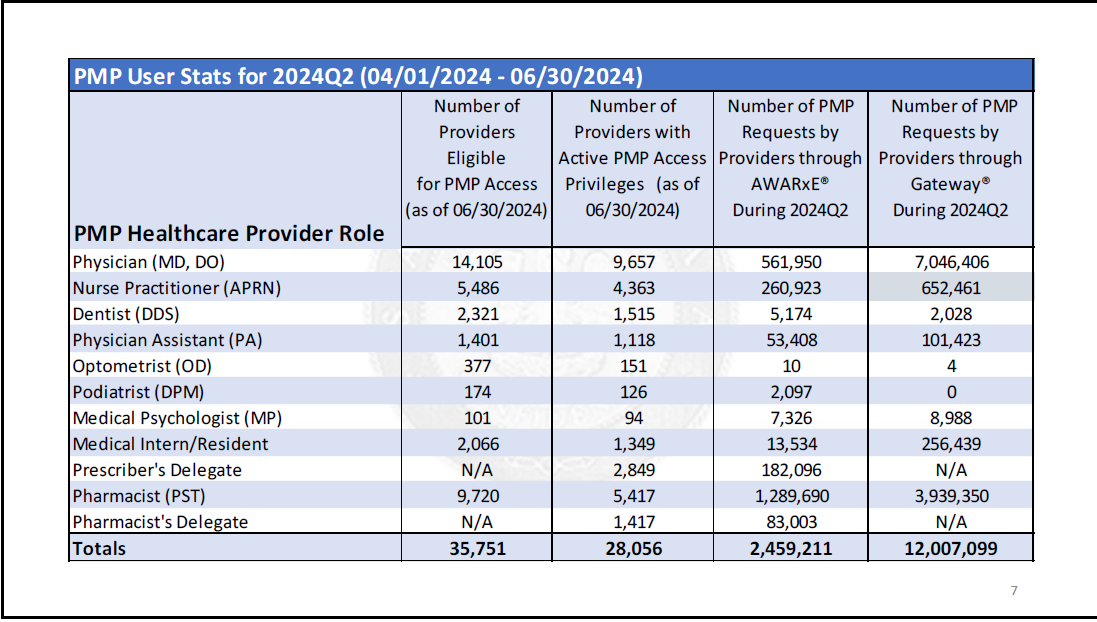 PMP User Stats for 2024Q2 (04/01/2024 - 06/30/2024)
PMP Healthcare Provider Role
Number of
Providers
Eligible
for PMP Access
(as of 06/30/2024)
Number of
Providers with
Active PMP Access
Privileges (as of
06/30/2024)
Number of PMP
Requests by
Providers through
AWARxE®
During 2024Q2
Number of PMP
Requests by
Providers through
Gateway®
During 2024Q2
Physician (MD, DO) 14,105 9,657 561,950 7,046,406
Nurse Practitioner (APRN) 5,486 4,363 260,923 652,461
Dentist (DDS) 2,321 1,515 5,174 2,028
Physician Assistant (PA) 1,401 1,118 53,408 101,423
Optometrist (OD) 377 151 10 4
Podiatrist (DPM) 174 126 2,097 0
Medical Psychologist (MP) 101 94 7,326 8,988
Medical Intern/Resident 2,066 1,349 13,534 256,439
Prescriber's Delegate N/A 2,849 182,096 N/A
Pharmacist (PST) 9,720 5,417 1,289,690 3,939,350
Pharmacist's Delegate N/A 1,417 83,003 N/A
Totals 35,751 28,056 2,459,211 12,007,099
7